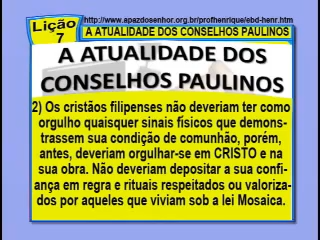 Lição
7
http://www.apazdosenhor.org.br/profhenrique/ebd-henr.htm
A ATUALIDADE DOS CONSELHOS PAULINOS
A ATUALIDADE DOS
CONSELHOS PAULINOS
2) Os cristãos filipenses não deveriam ter como
orgulho quaisquer sinais físicos que demons-
trassem sua condição de comunhão, porém,
antes, deveriam orgulhar-se em CRISTO e na
sua obra. Não deveriam depositar a sua confi-
ança em regra e rituais respeitados ou valoriza-
dos por aqueles que viviam sob a lei Mosaica.